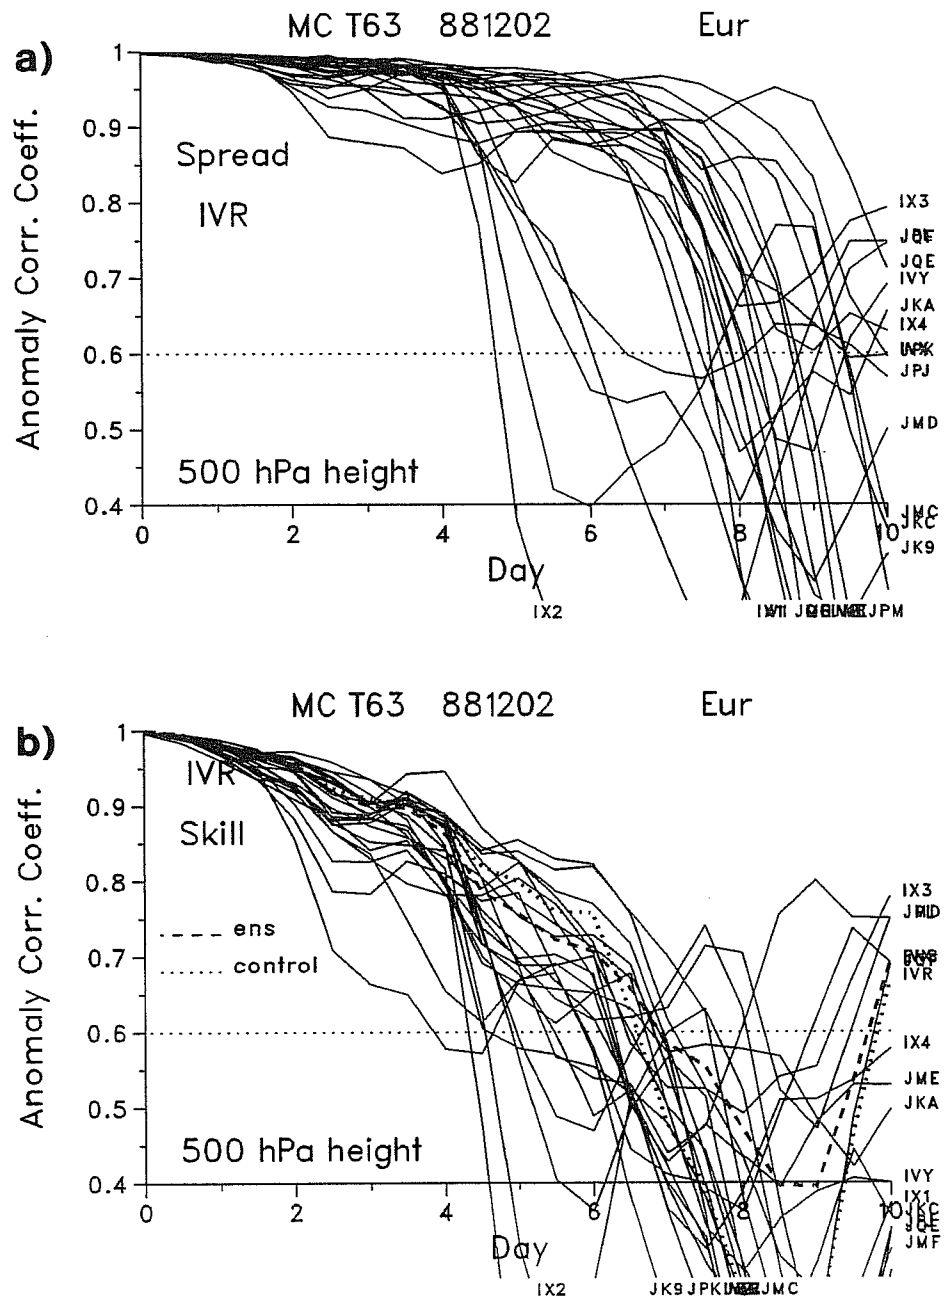 a)
MC T63 881202 Eur
Anomaly Corr. Coeff.
1
0.9
0.8
0.7
0.6
0.5
0.4
Spread
IVR
500 hPa height
0 2 4 6 8 10
Day
IX3
JQE
IVY
JKA
IX4
JPJ
JMD
JMC
JKC
JK9
IX2
JPM
b)
MC T63 881202 Eur
Anomaly Corr. Coeff.
1
0.9
0.8
0.7
0.6
0.5
0.4
IVR
Skill
ens
control
500 hPa height
0 2 4 6 8 10
Day
IX3
IVR
IX4
JME
JKA
IVY
IX1
JKC
JQE
JMF
IX2
JK9
JPK
JMC